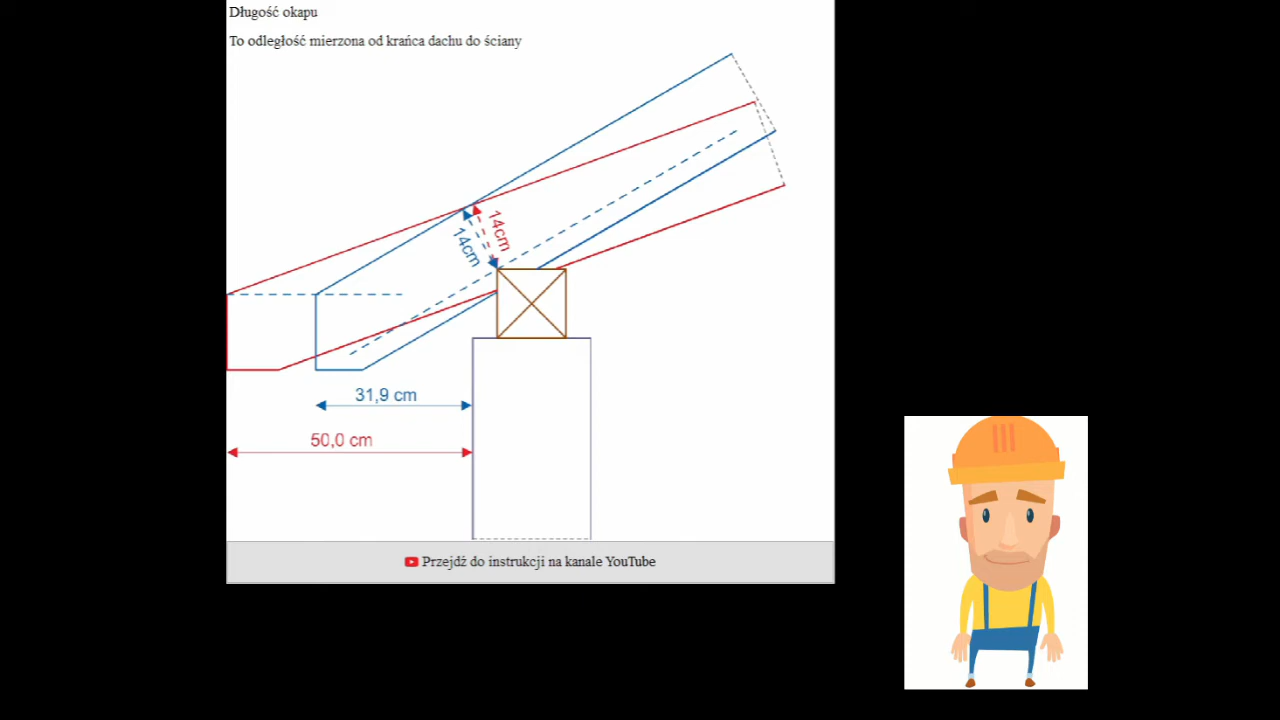 Długość okapu
To odległość mierzona od krańca dachu do ściany
14cm
14cm
31,9 cm
50,0 cm
Przejdź do instrukcji na kanale YouTube